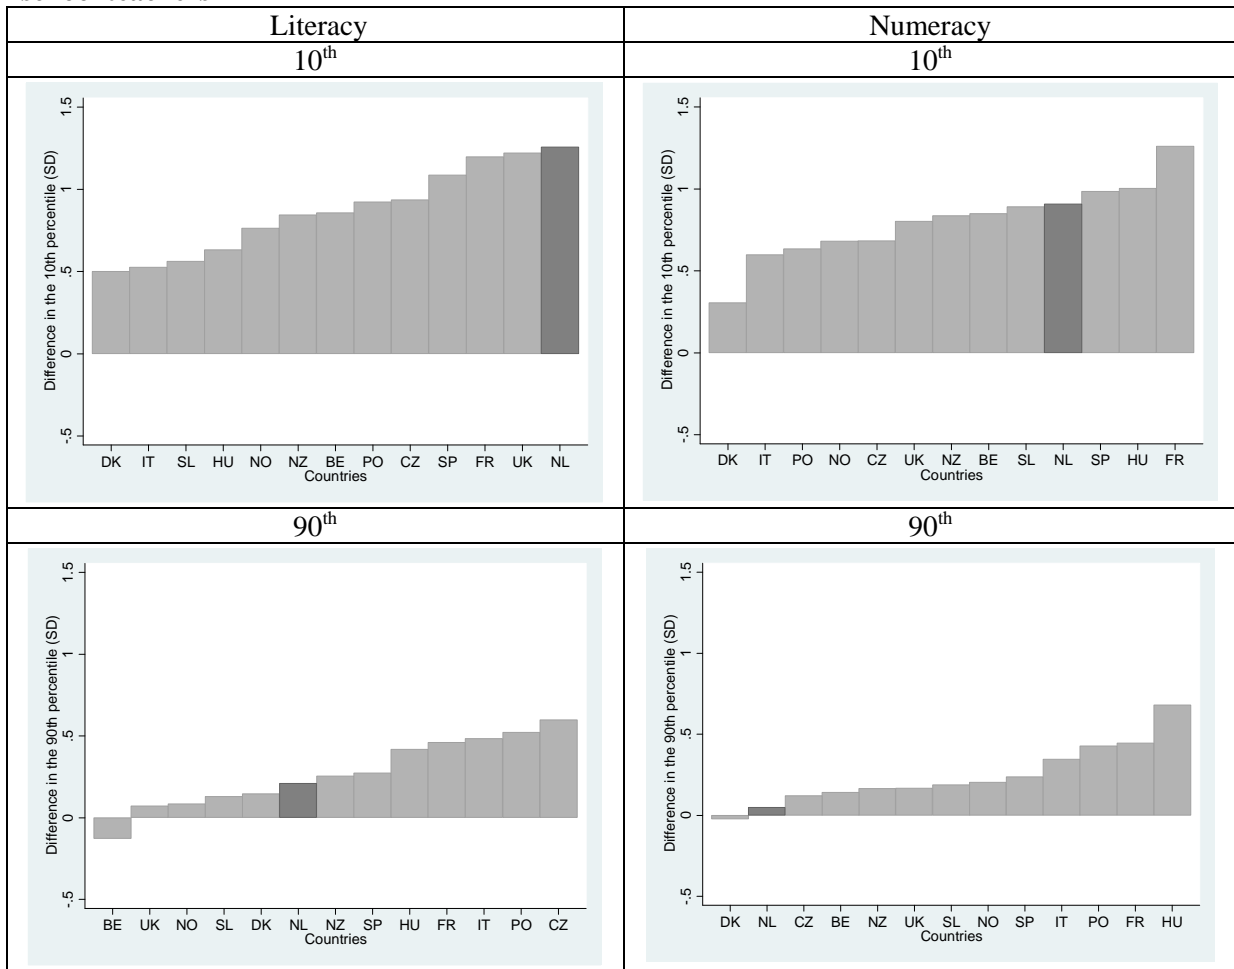 school teachers
Literacy
Numeracy
10th
10th
Difference in the 10th percentile (SD)
1.5
1
.5
0
-.5
DK IT SL HU NO NZ BE PO CZ SP FR UK NL
Countries
Difference in the 10th percentile (SD)
1.5
1
.5
0
-.5
DK IT PO NO CZ UK NZ BE SL NL SP HU FR
Countries
90th
90th
Difference in the 90th percentile (SD)
1.5
1
.5
0
-.5
BE UK NO SL DK NL NZ SP HU FR IT PO CZ
Countries
Difference in the 90th percentile (SD)
1.5
1
.5
0
-.5
DK NL CZ BE NZ UK SL NO SP IT PO FR HU
Countries